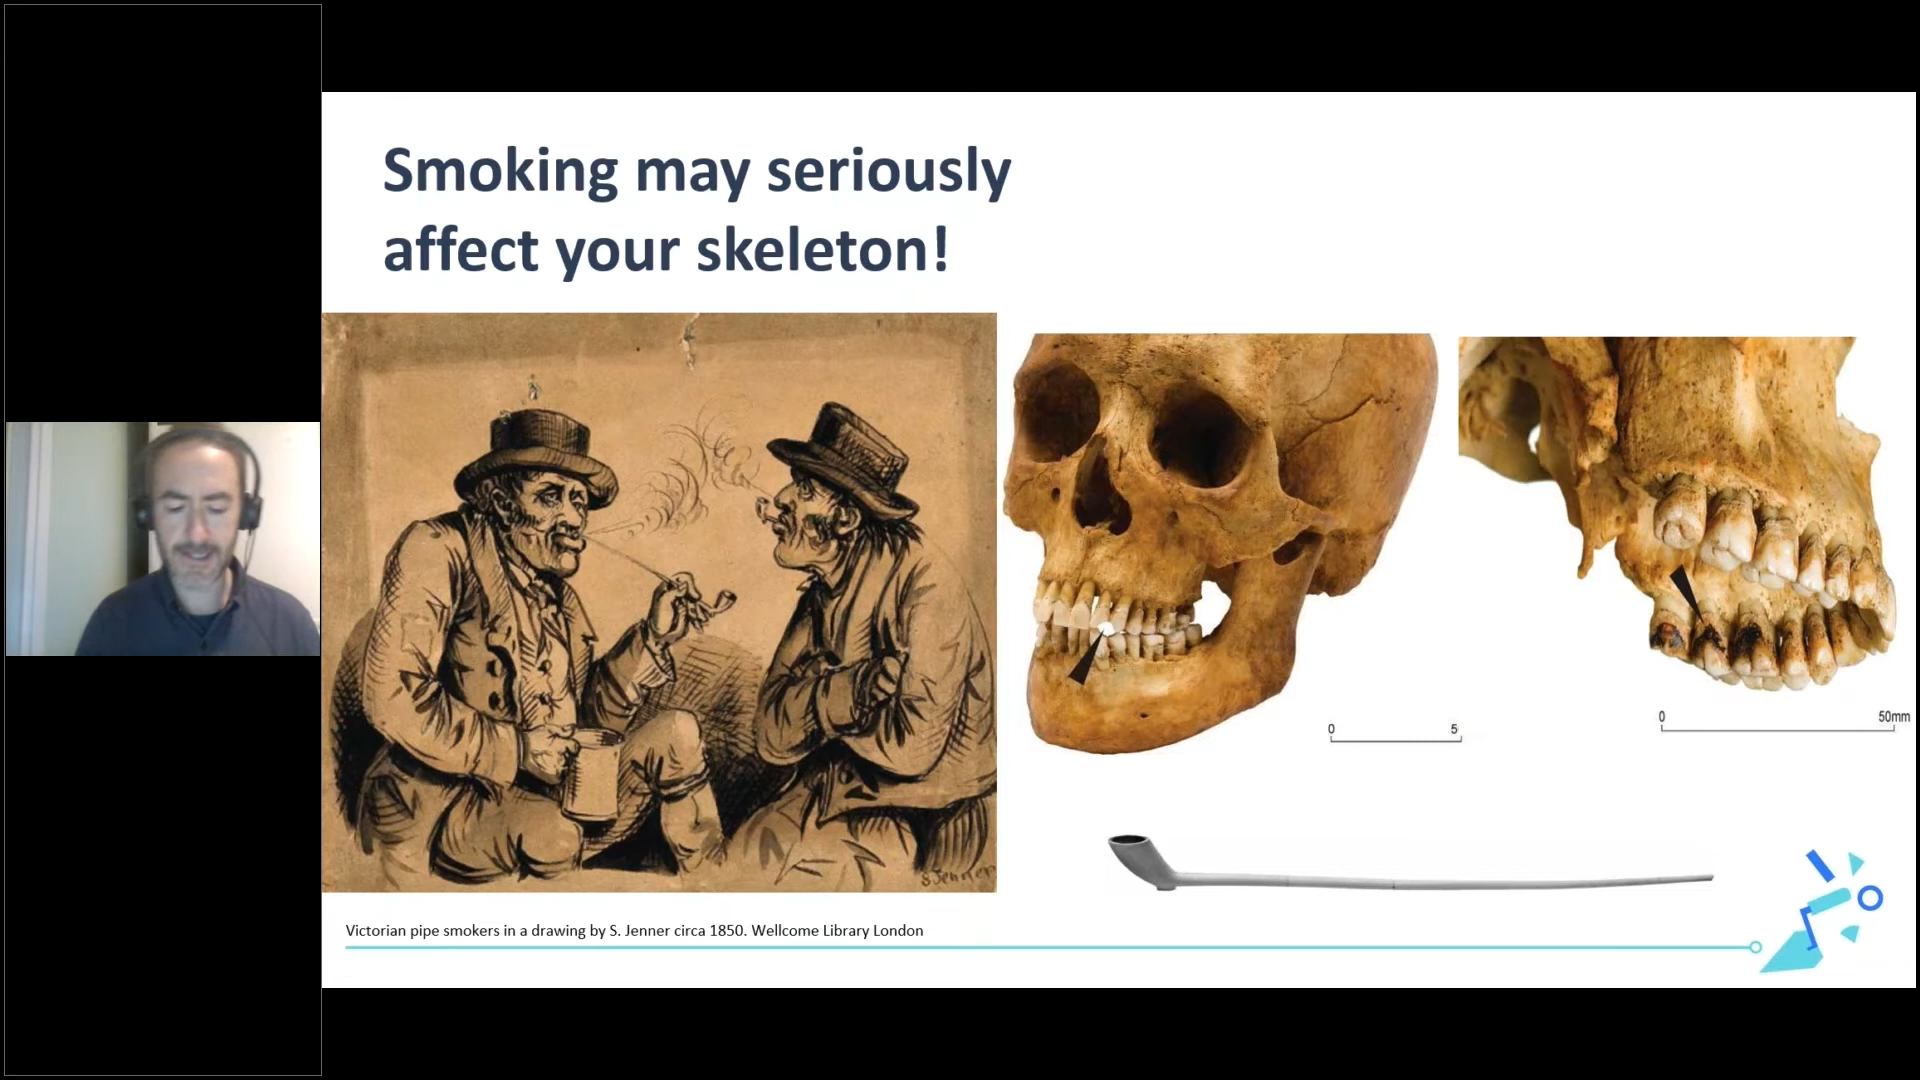 Smoking may seriously
affect your skeleton!
S Jenner
0 5
0 50mm
Victorian pipe smokers in a drawing by S. Jenner circa 1850. Wellcome Library London